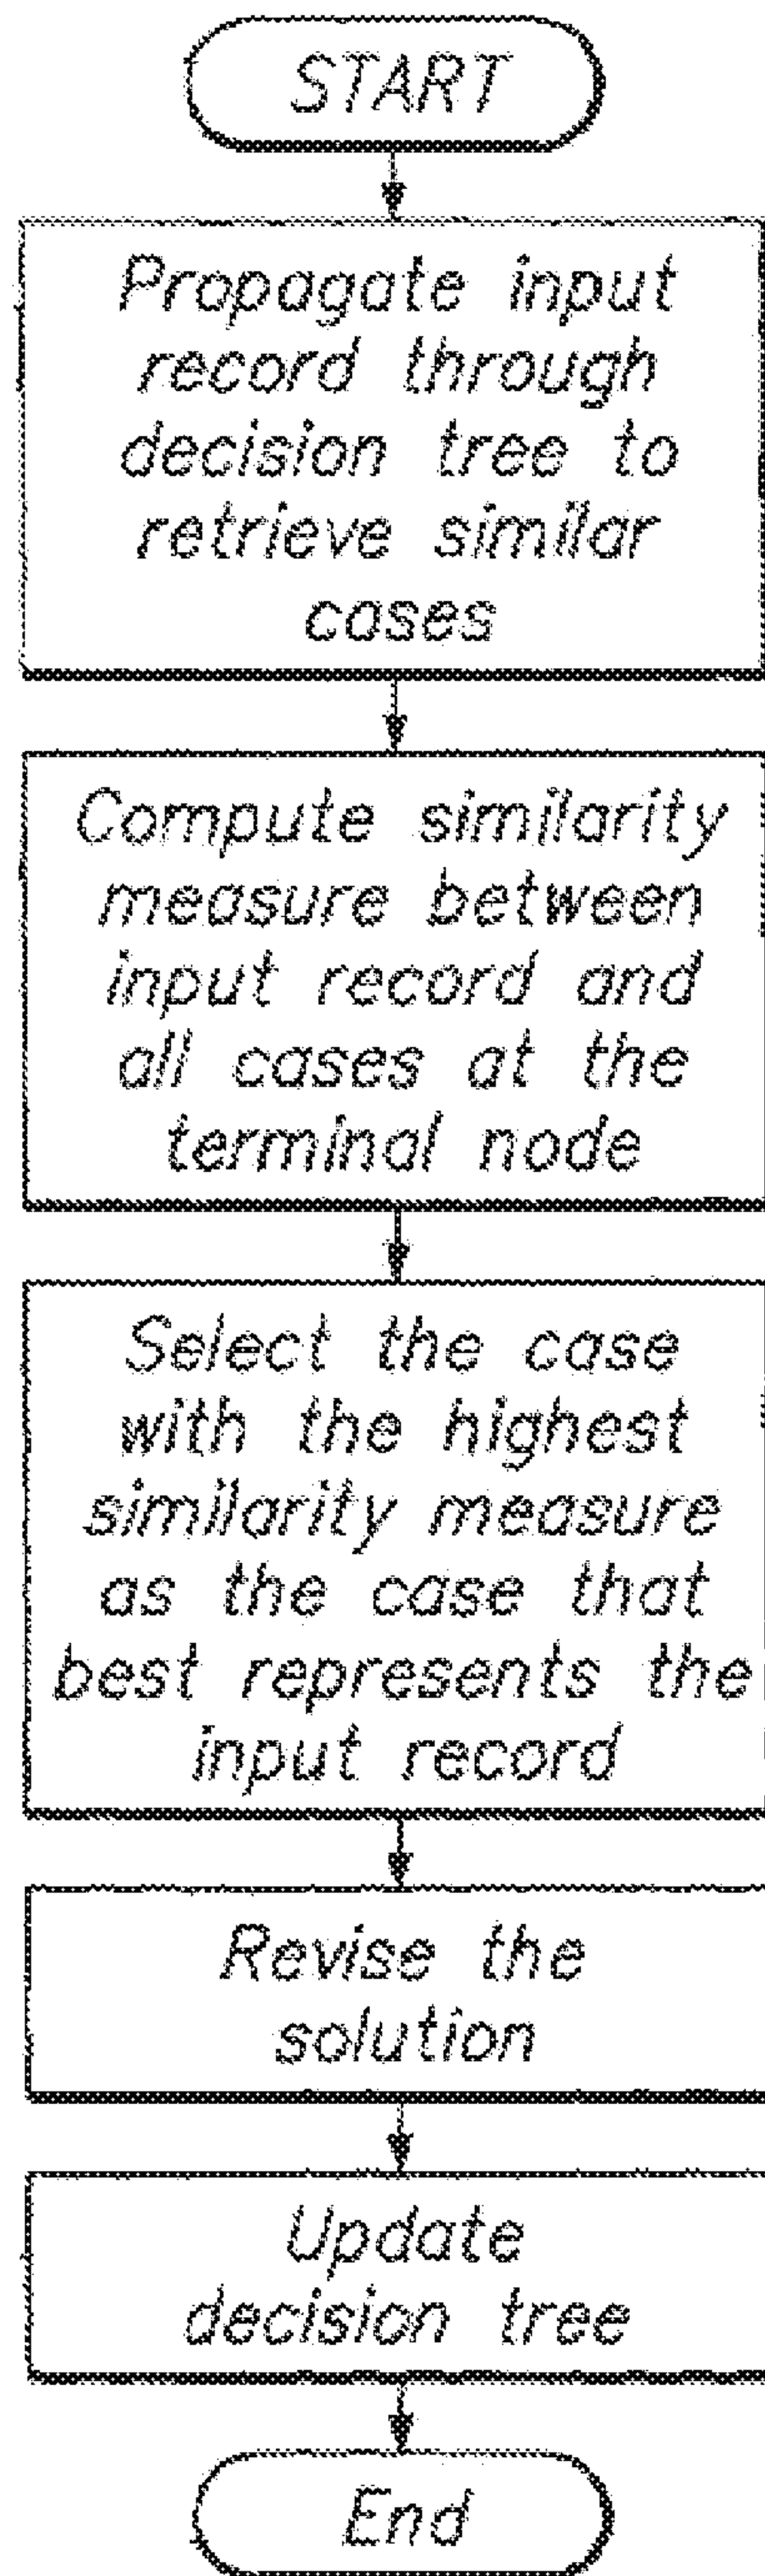 START
Propagate input
record through
decision tree to
retrieve similar
cases
Compute similarity
measure between
input record and
all cases at the
terminal node
Select the case
with the highest
similarity measure
as the case that
best represents the
input record
Revise the
solution
Update
decision tree
End